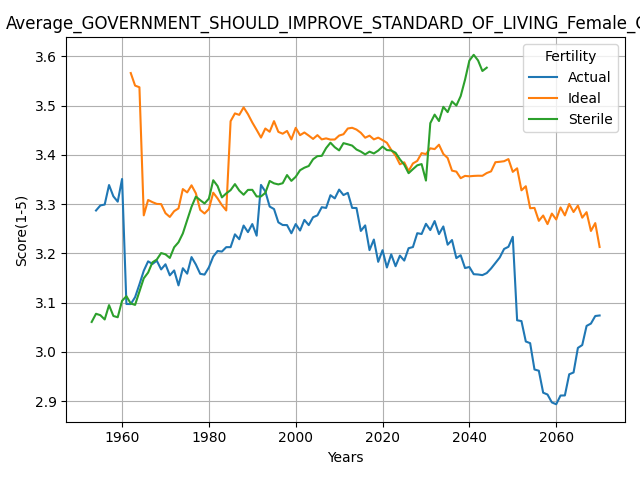 Average_GOVERNMENT_SHOULD_IMPROVE_STANDARD_OF_LIVING_Female_
Fertility
Actual
Ideal
Sterile
Score(1-5)
3.6
3.5
3.4
3.3
3.2
3.1
3.0
2.9
1960 1980 2000 2020 2040 2060
Years